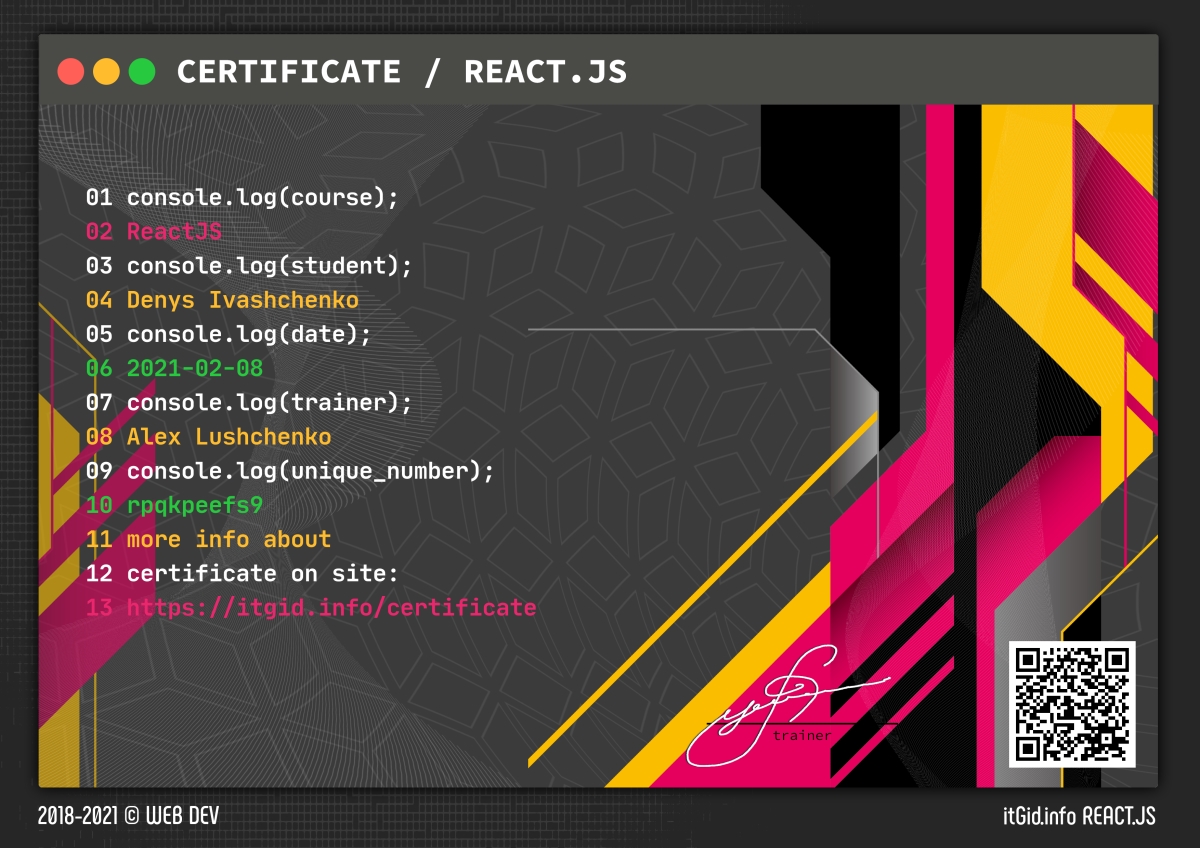 CERTIFICATE / REACT.JS
01 console.log(course);
02 ReactJS
03 console.log(student);
04 Denys Ivashchenko
05 console.log(date);
06 2021-02-08
07 console.log(trainer);
08 Alex Lushchenko
09 console.log(unique_number);
10 rpqkpeefs9
11 more info about
12 certificate on site:
13 https://itgid.info/certificate
trainer
2018-2021 © WEB DEV
itGid.info REACT.JS